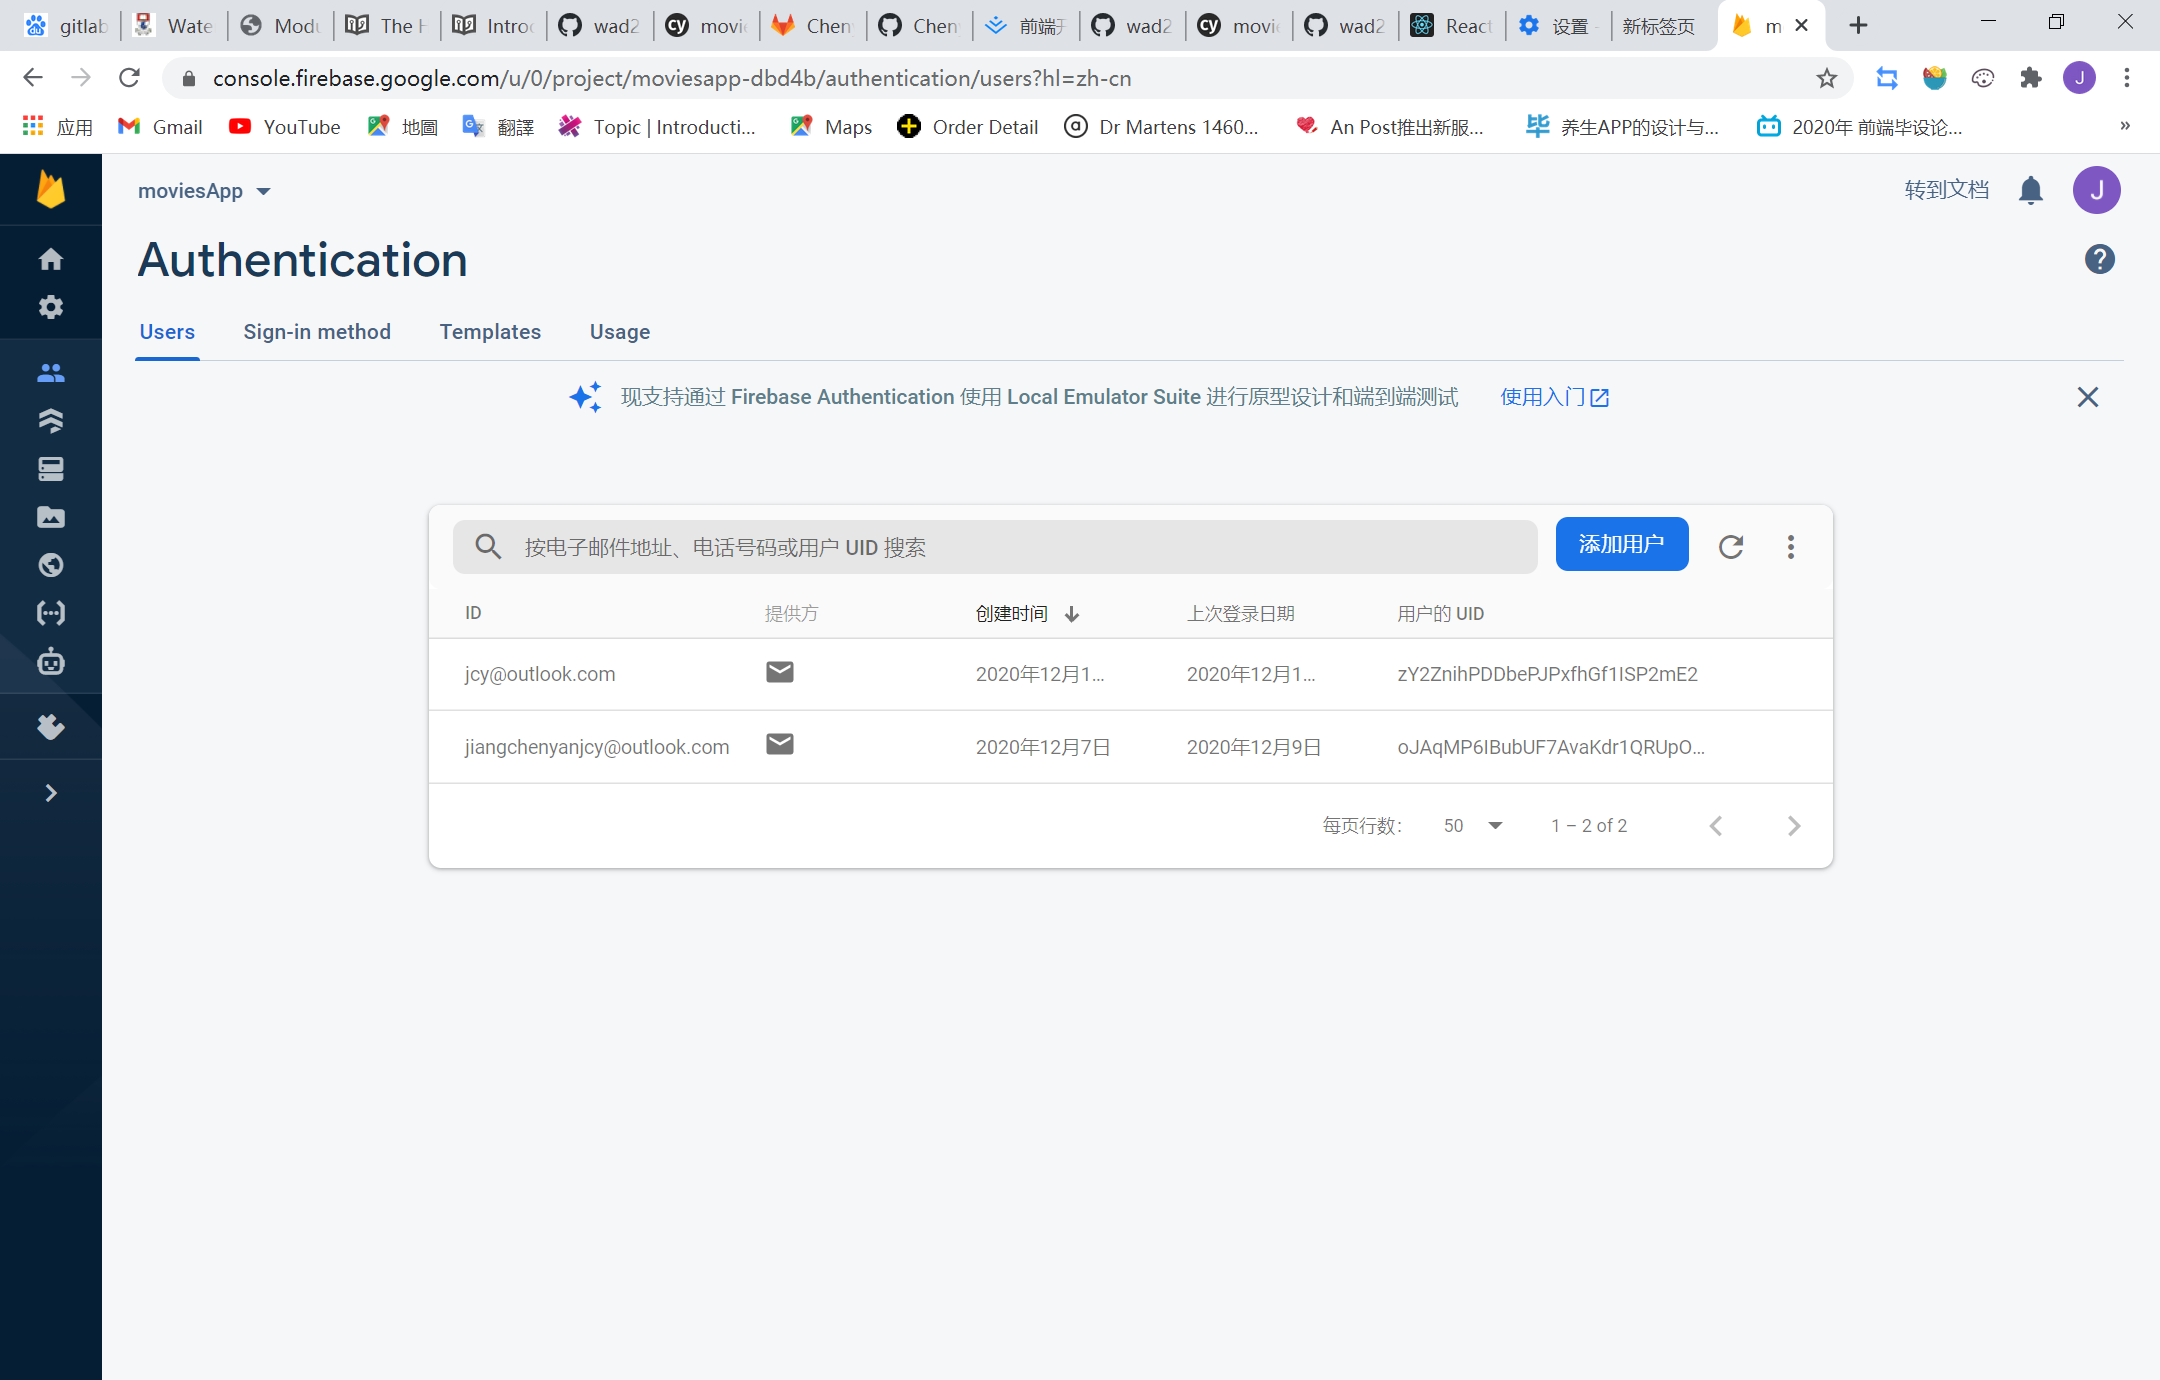 gitlab Wate Modu The H Introd wad2 movie Chen Chen 前端开 wad2 movie wad2 React 设置 - 新标签页 m
console.firebase.google.com/u/0/project/moviesapp-dbd4b/authentication/users?hl=zh-cn J
应用 Gmail YouTube 地圖 翻譯 Topic | Introducti... Maps Order Detail Dr Martens 1460... An Post推出新服... 养生APP的设计与... 2020年 前端毕设论... »
moviesApp 转到文档 J
Authentication
Users Sign-in method Templates Usage
现支持通过 Firebase Authentication 使用 Local Emulator Suite 进行原型设计和端到端测试 使用入门
按电子邮件地址、电话号码或用户 UID 搜索 添加用户
ID 提供方 创建时间 上次登录日期 用户的 UID
jcy@outlook.com 2020年12月1... 2020年12月1... zY2ZnihPDDbePJPxfhGf1ISP2mE2
jiangchenyanjcy@outlook.com 2020年12月7日 2020年12月9日 oJAqMP6IBubUF7AvaKdr1QRUpO...
每页行数: 50 1 – 2 of 2